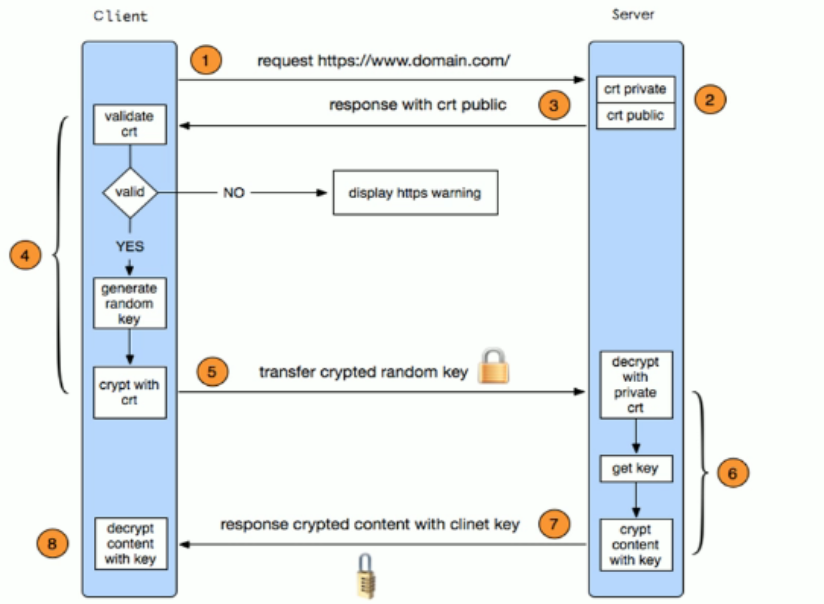 Client
Server
1
request https://www.domain.com/
crt private
2
crt public
3
response with crt public
validate
crt
valid
NO
display https warning
YES
4
generate
random
key
5
transfer crypted random key
crypt with
crt
decrypt
with
private
crt
get key
6
7
response crypted content with clinet key
crypt
content
with key
8
decrypt
content
with key